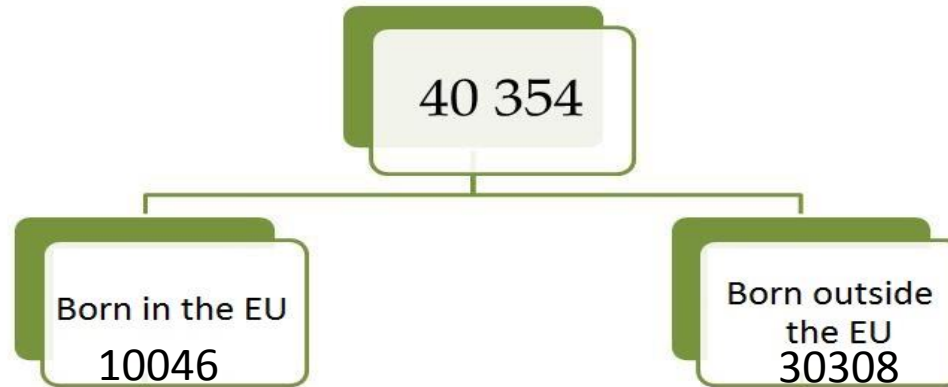 40 354
Born in the EU
10046
Born outside
the EU
30308